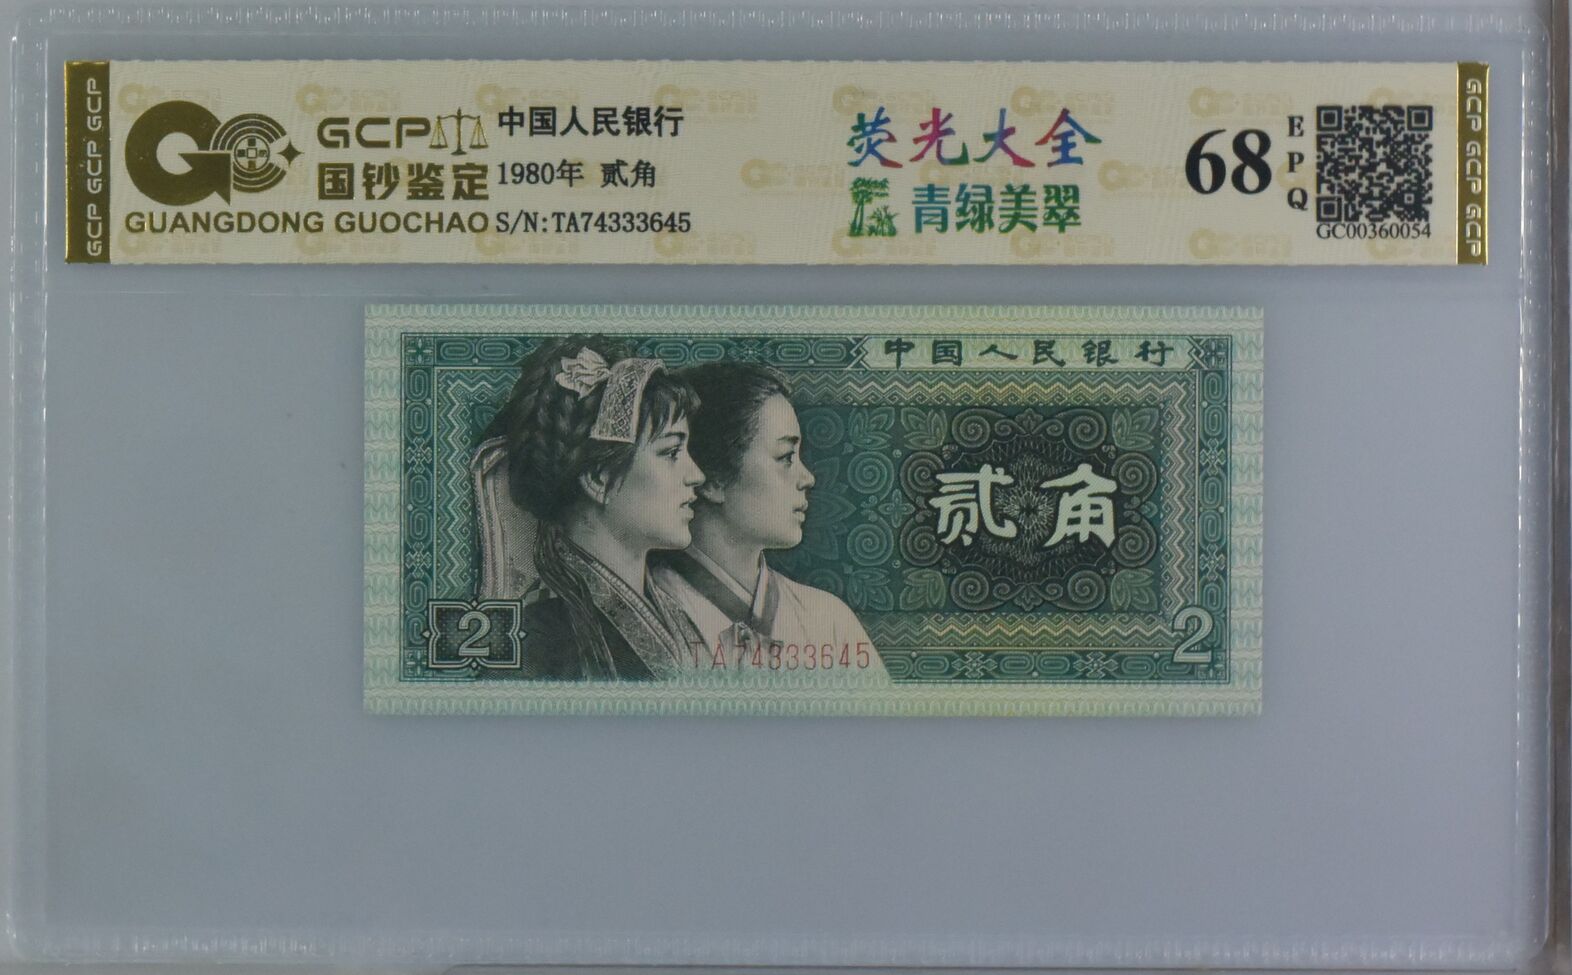 GCP GCP GCP
GCP
国钞鉴定
GUANGDONG GUOCHAO
中国人民银行
1980年 贰角
S/N:TA74333645
荧光大全
青绿美翠
68
EPQ
GC00360054
GCP GCP GCP
中国人民银行
贰角
2
TA74333645
2